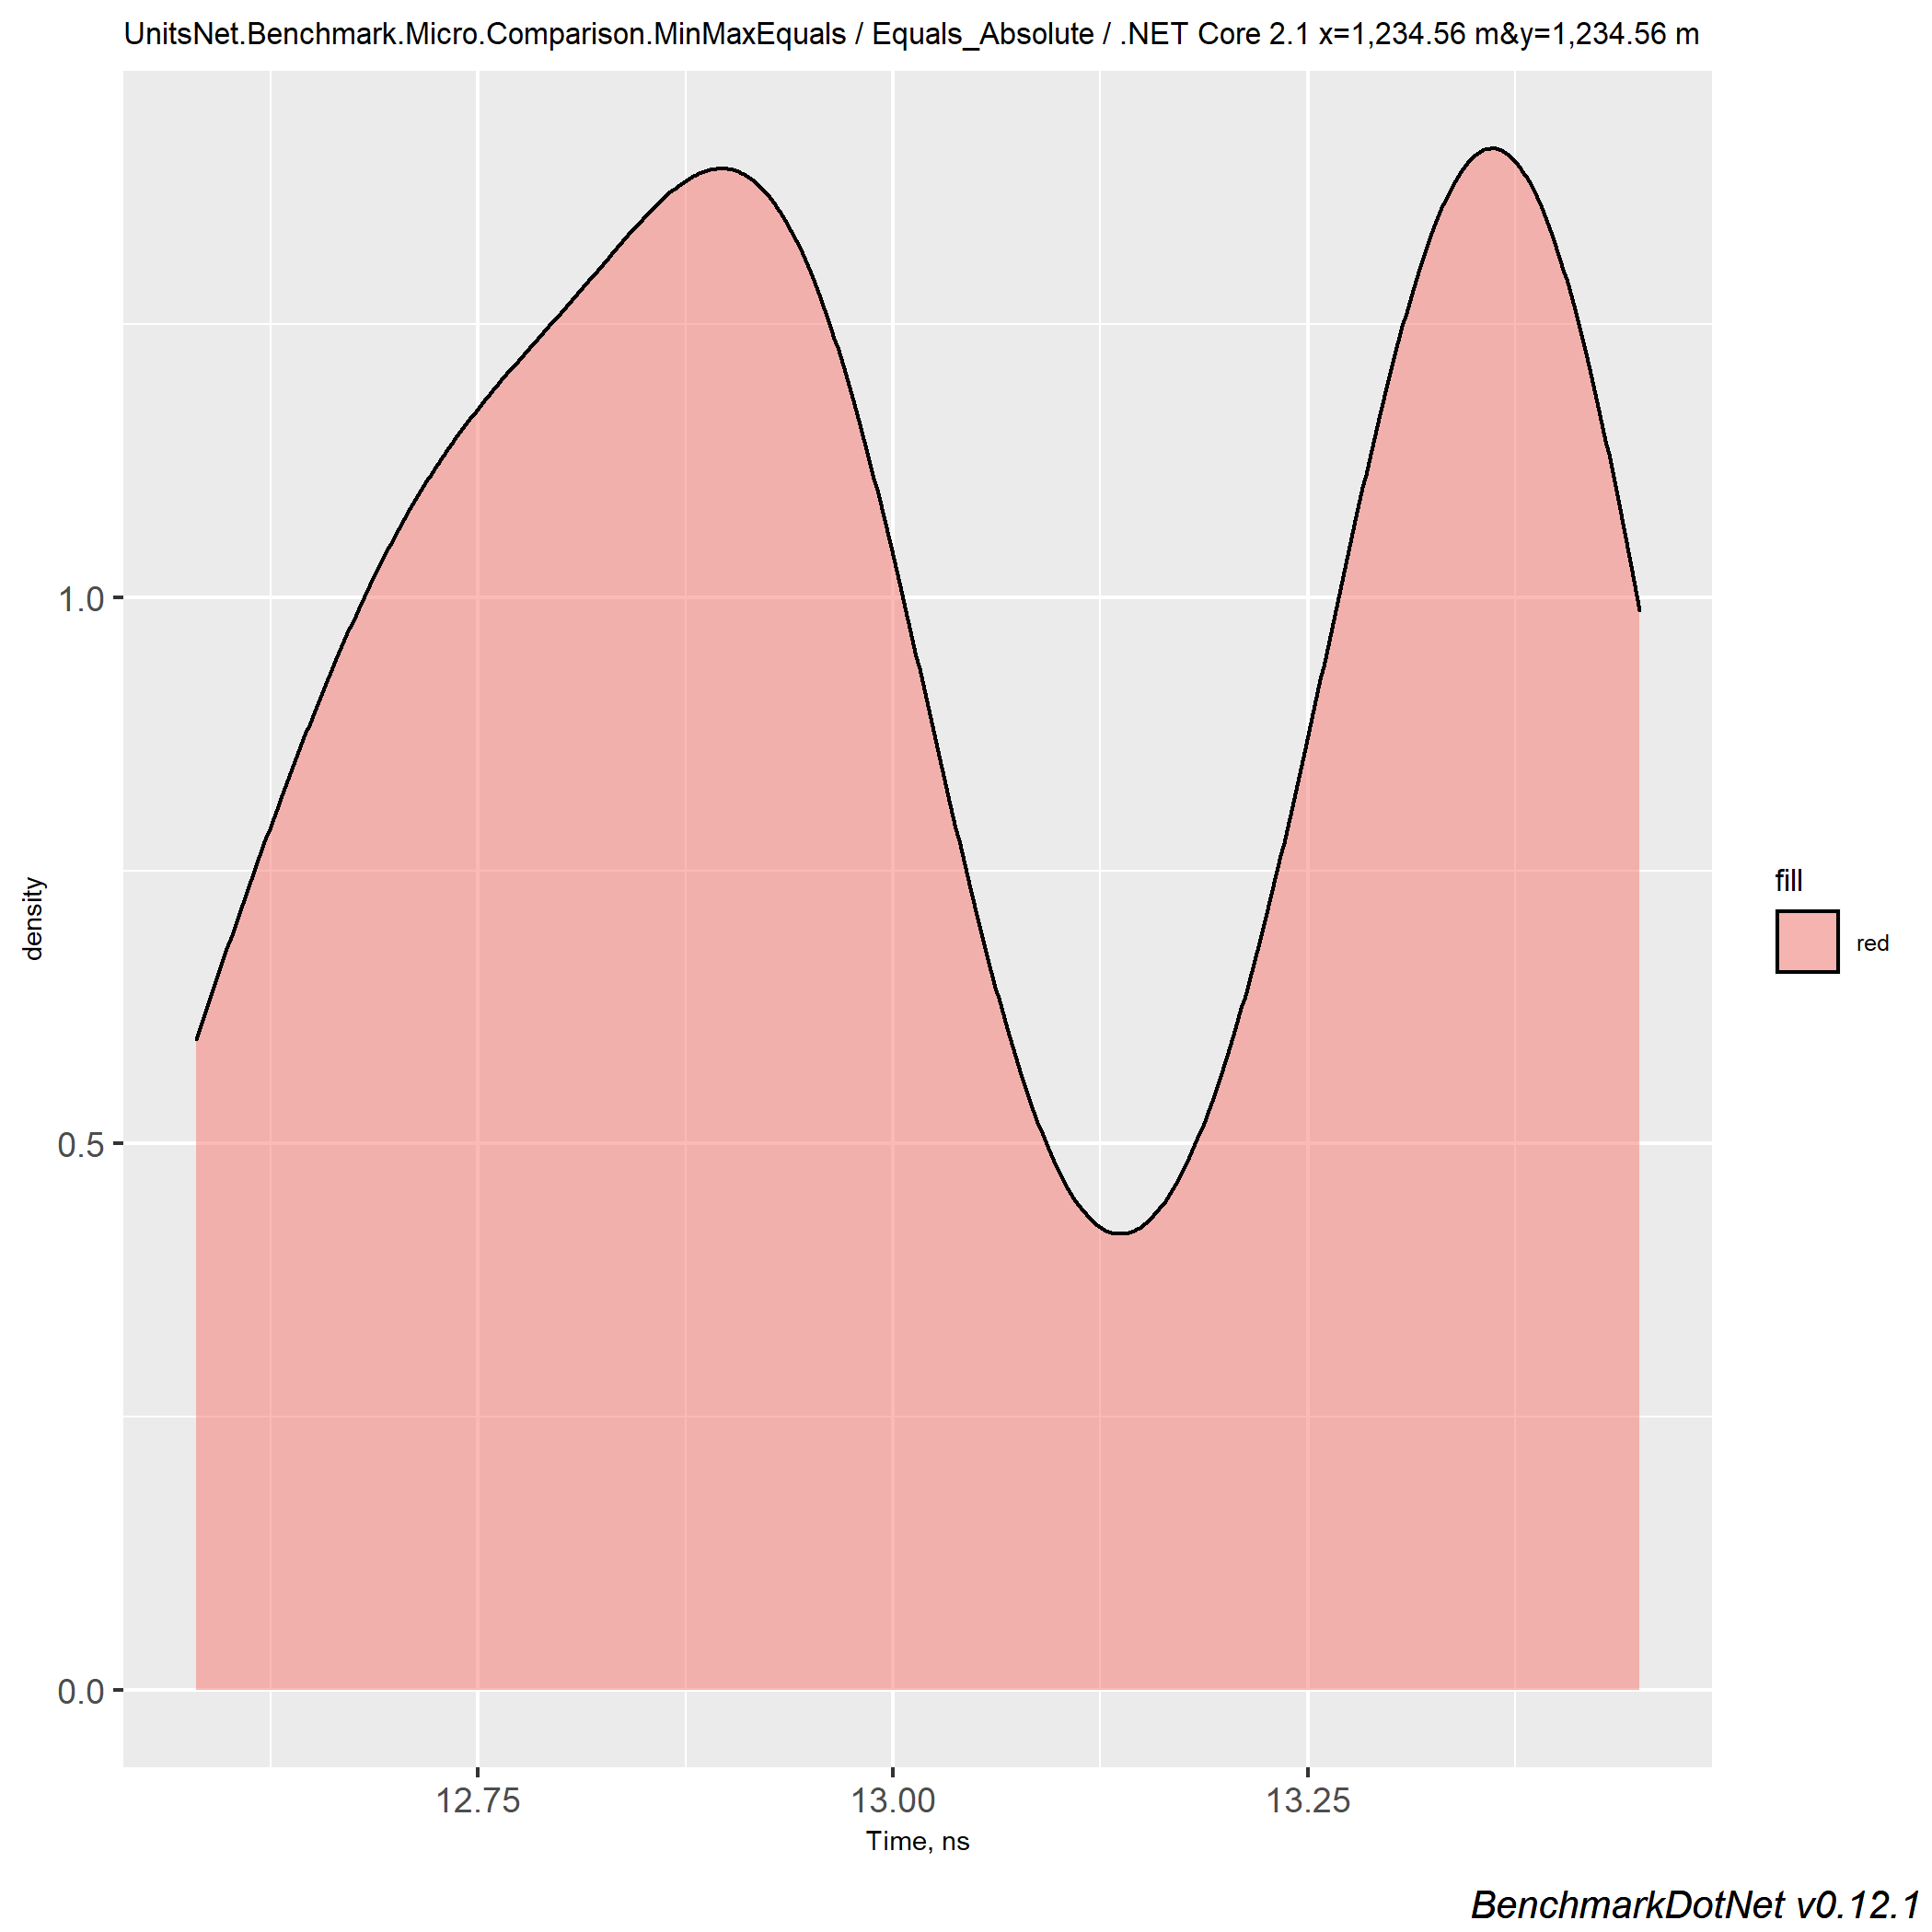 UnitsNet.Benchmark.Micro.Comparison.MinMaxEquals / Equals_Absolute / .NET Core 2.1 x=1,234.56 m&y=1,234.56 m
1.0
0.5
0.0
density
12.75 13.00 13.25
Time, ns
fill
red
BenchmarkDotNet v0.12.1